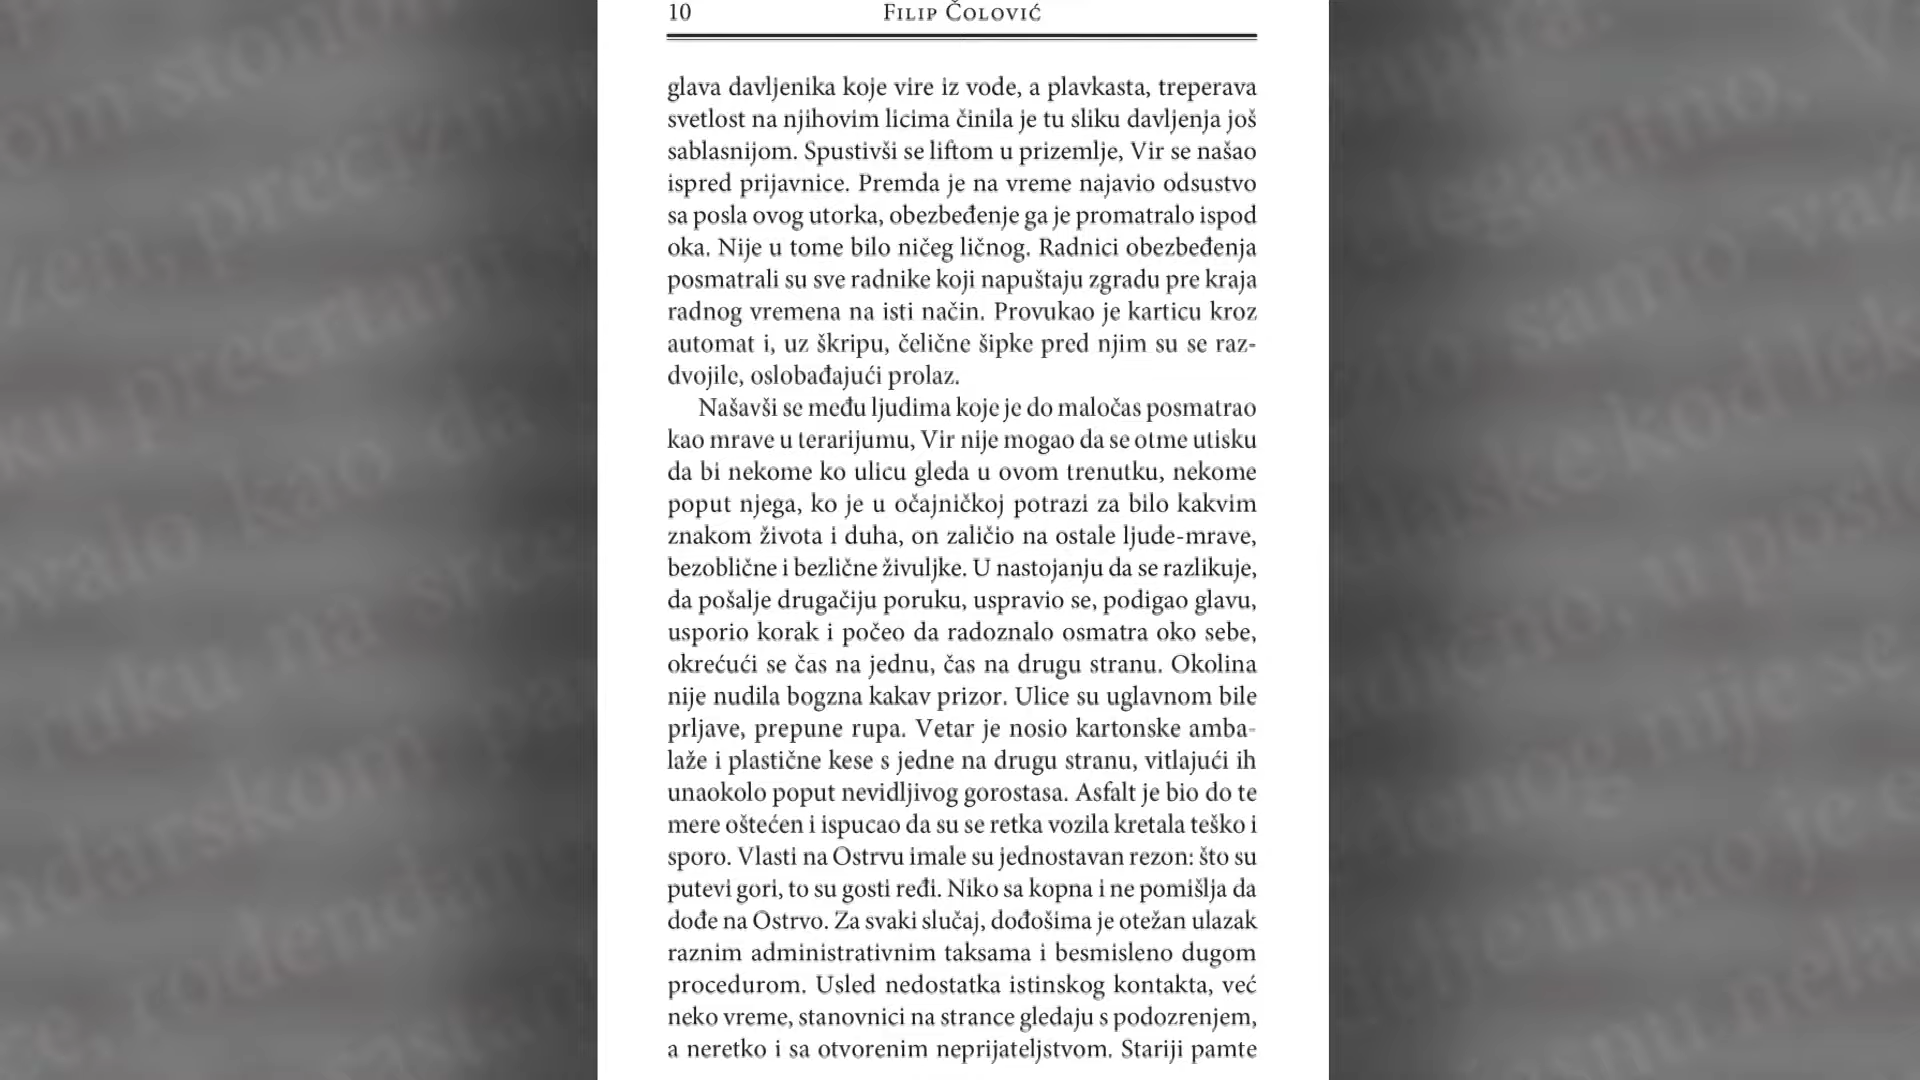 10 Filip Čolović
glava davljenika koje vire iz vode, a plavkasta, treperava
svetlost na njihovim licima činila je tu sliku davljenja još
sablasnijom. Spustivši se liftom u prizemlje, Vir se našao
ispred prijavnice. Premda je na vreme najavio odsustvo
sa posla ovog utorka, obezbeđenje ga je promatralo ispod
oka. Nije u tome bilo ničeg ličnog. Radnici obezbeđenja
posmatrali su sve radnike koji napuštaju zgradu pre kraja
radnog vremena na isti način. Provukao je karticu kroz
automat i, uz škripu, čelične šipke pred njim su se raz-
dvojile, oslobađajući prolaz.
Našavši se među ljudima koje je do maločas posmatrao
kao mrave u terarijumu, Vir nije mogao da se otme utisku
da bi nekome ko ulicu gleda u ovom trenutku, nekome
poput njega, ko je u očajničkoj potrazi za bilo kakvim
znakom života i duha, on zaličio na ostale ljude-mrave,
bezoblične i bezlične živuljke. U nastojanju da se razlikuje,
da pošalje drugačiju poruku, uspravio se, podigao glavu,
usporio korak i počeo da radoznalo osmatra oko sebe,
okrećući se čas na jednu, čas na drugu stranu. Okolina
nije nudila bogzna kakav prizor. Ulice su uglavnom bile
prljave, prepune rupa. Vetar je nosio kartonske amba-
laže i plastične kese s jedne na drugu stranu, vitlajući ih
unaokolo poput nevidljivog gorostasa. Asfalt je bio do te
mere oštećen i ispucao da su se retka vozila kretala teško i
sporo. Vlasti na Ostrvu imale su jednostavan rezon: što su
putevi gori, to su gosti ređi. Niko sa kopna i ne pomišlja da
dođe na Ostrvo. Za svaki slučaj, dođošima je otežan ulazak
raznim administrativnim taksama i besmisleno dugom
procedurom. Usled nedostatka istinskog kontakta, već
neko vreme, stanovnici na strance gledaju s podozrenjem,
a neretko i sa otvorenim neprijateljstvom. Stariji pamte